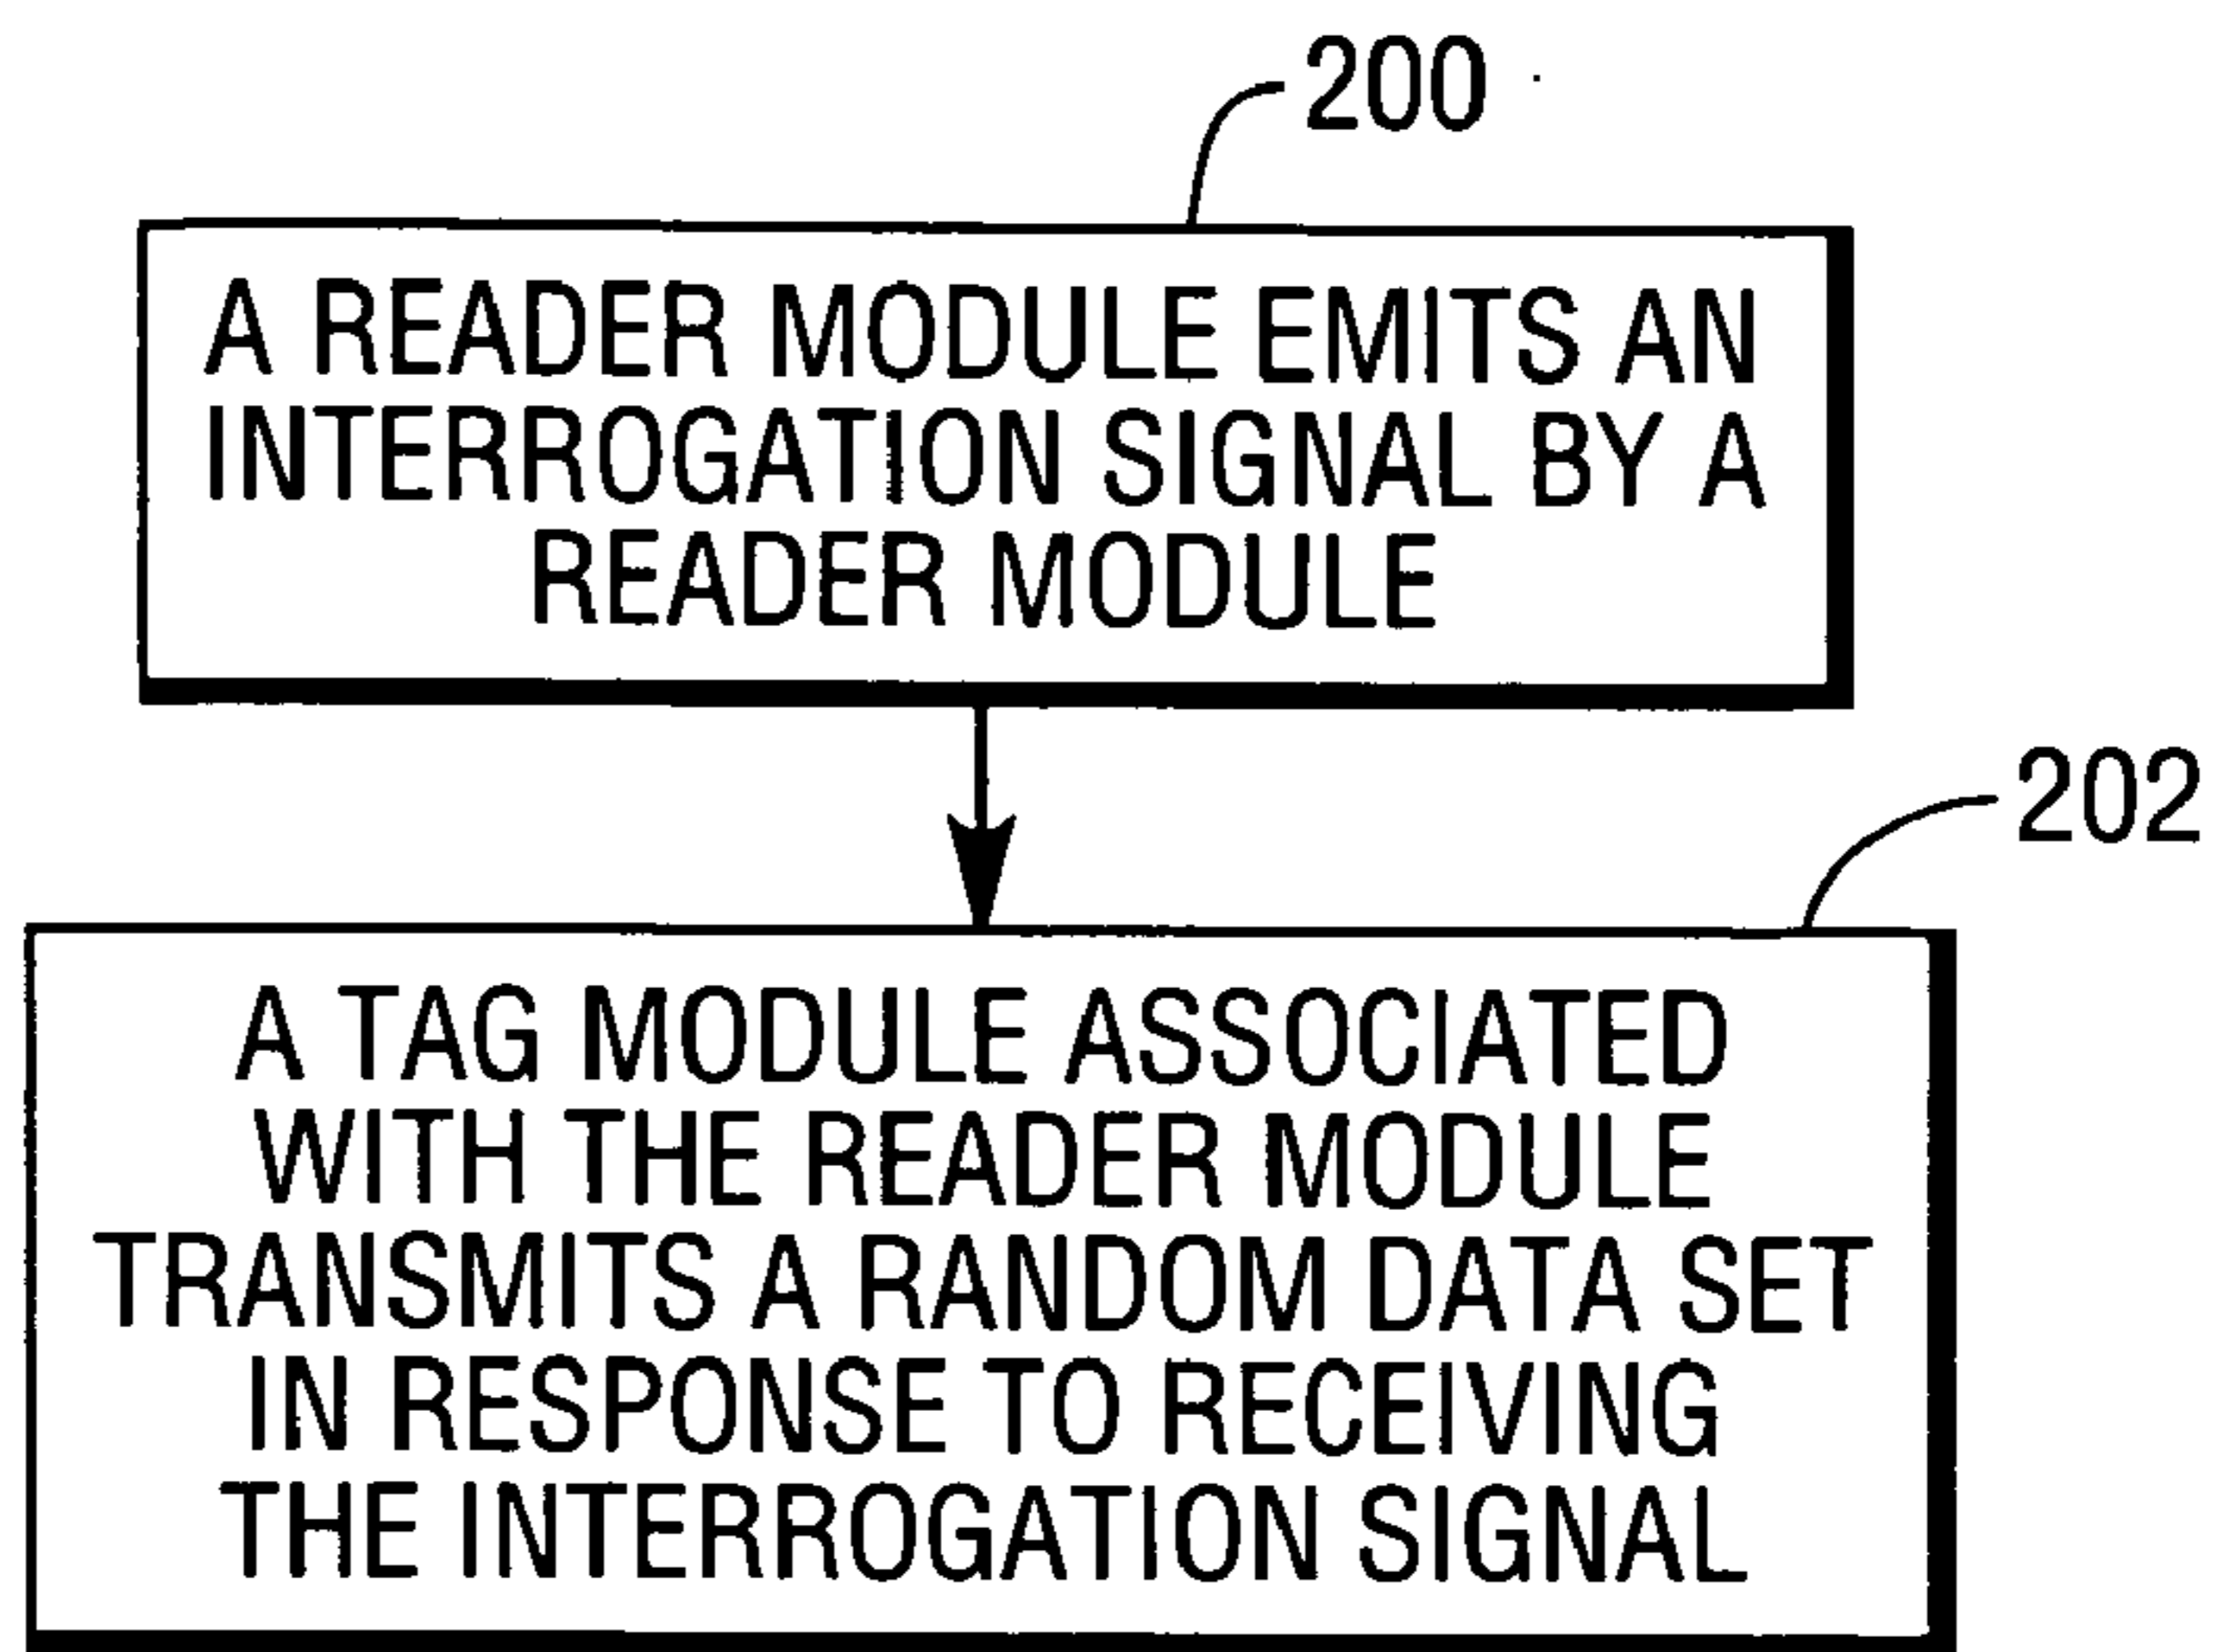 200
A READER MODULE EMITS AN
INTERROGATION SIGNAL BY A
READER MODULE
202
A TAG MODULE ASSOCIATED
WITH THE READER MODULE
TRANSMITS A RANDOM DATA SET
IN RESPONSE TO RECEIVING
THE INTERROGATION SIGNAL